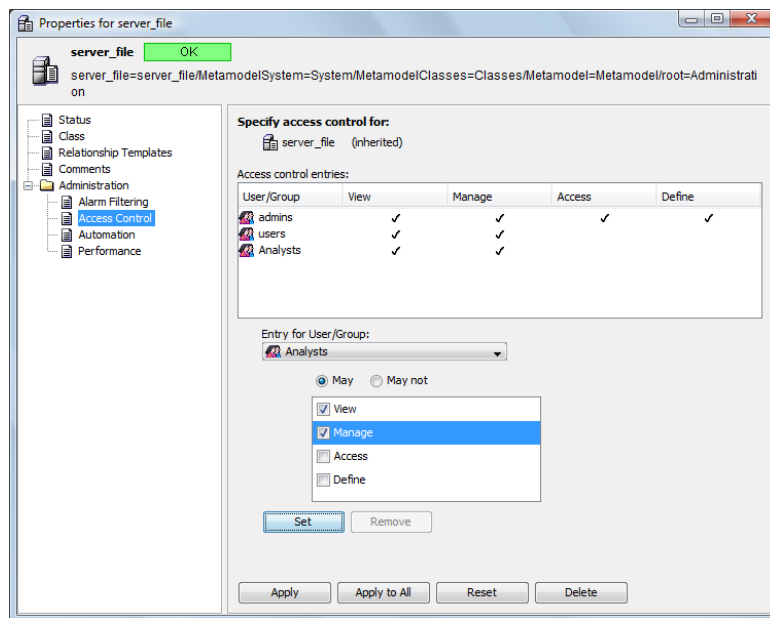 Properties for server_file
server_file OK
server_file=server_file/MetamodelSystem=System/MetamodelClasses=Classes/Metamodel=Metamodel/root=Administrati
on
Status
Class
Relationship Templates
Comments
Administration
Alarm Filtering
Access Control
Automation
Performance
Specify access control for:
server_file (inherited)
Access control entries:
User/Group View Manage Access Define
admins ✓ ✓ ✓ ✓
users ✓ ✓
Analysts ✓ ✓
Entry for User/Group:
Analysts
May May not
View
Manage
Access
Define
Set Remove
Apply Apply to All Reset Delete